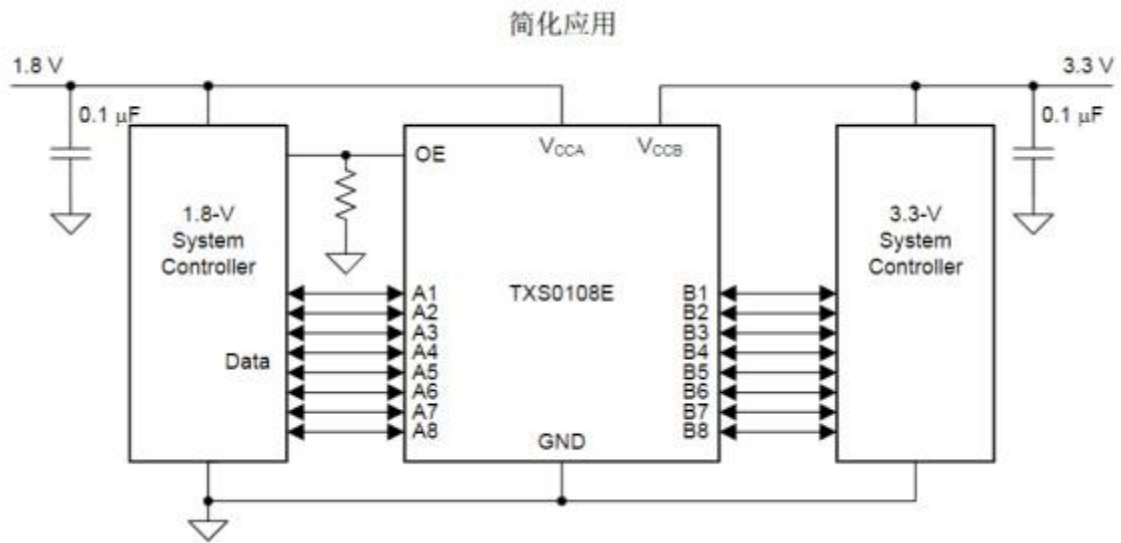 简化应用
1.8 V
3.3 V
0.1 μF
0.1 μF
OE
VCCA
VCCB
1.8-V
System
Controller
3.3-V
System
Controller
TXS0108E
Data
A1
A2
A3
A4
A5
A6
A7
A8
B1
B2
B3
B4
B5
B6
B7
B8
GND